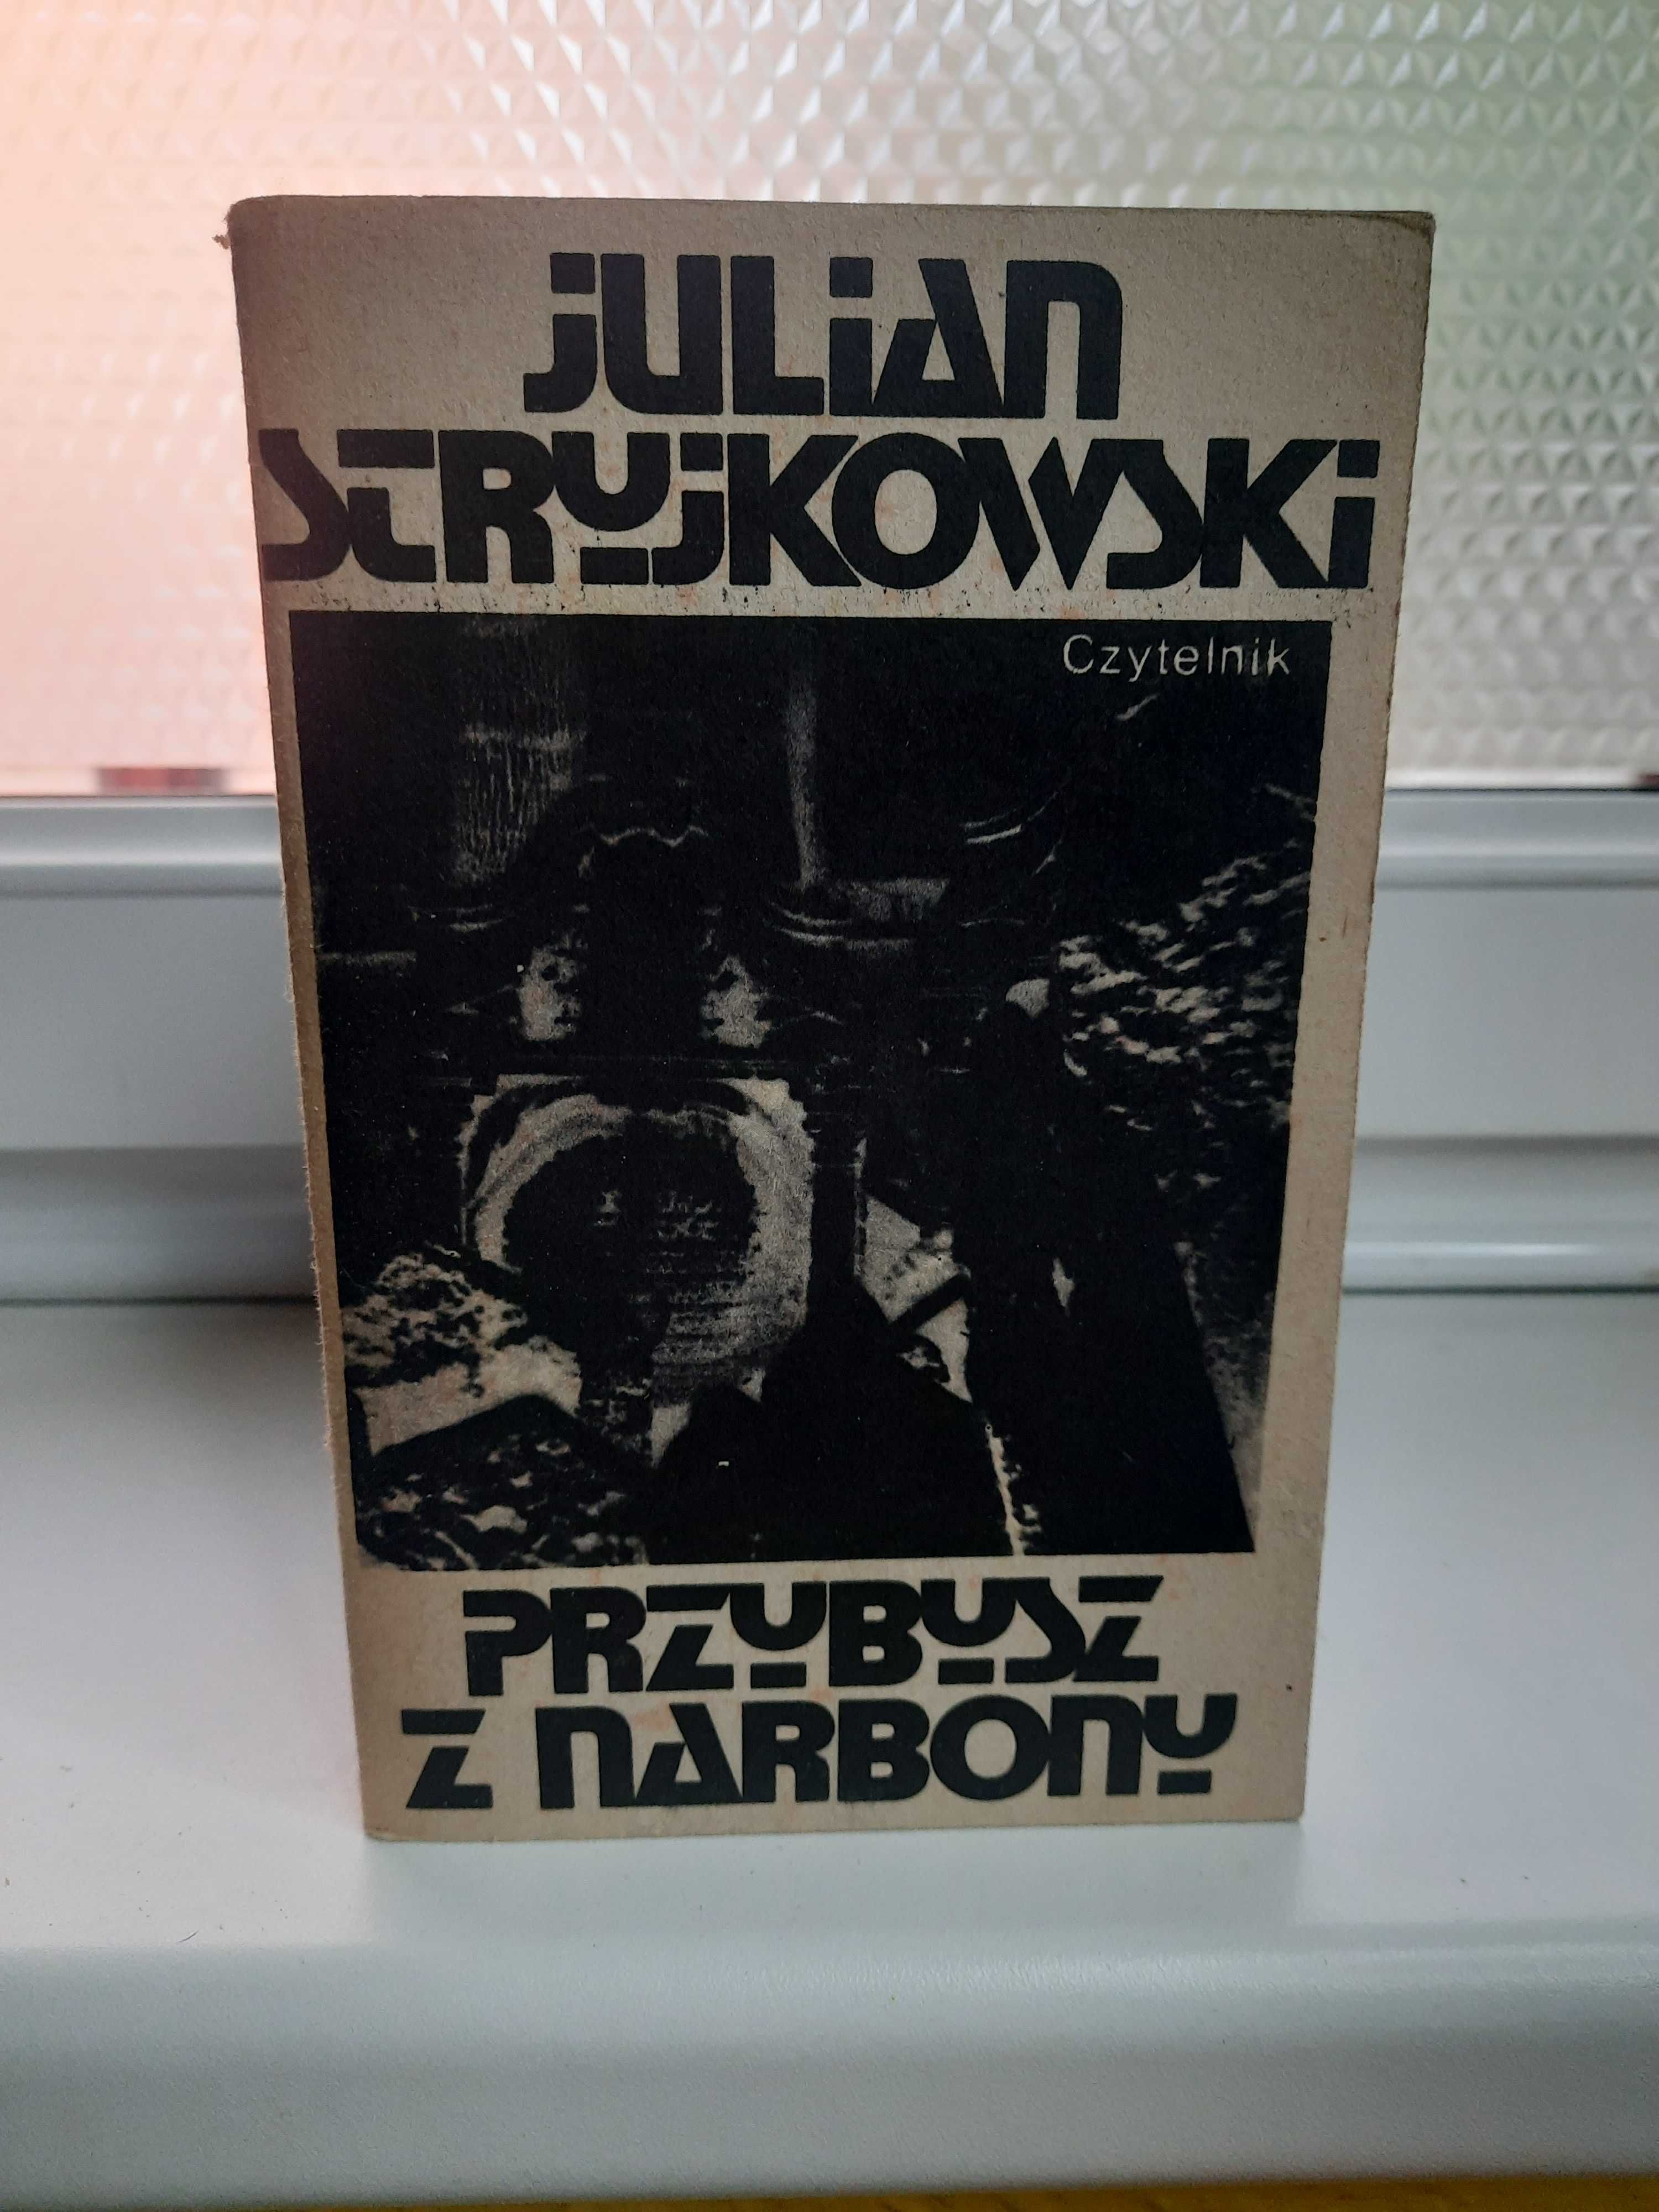 JULIAN
STRYJKOWSKI
Czytelnik
PRZYBYSZ
Z NARBONY